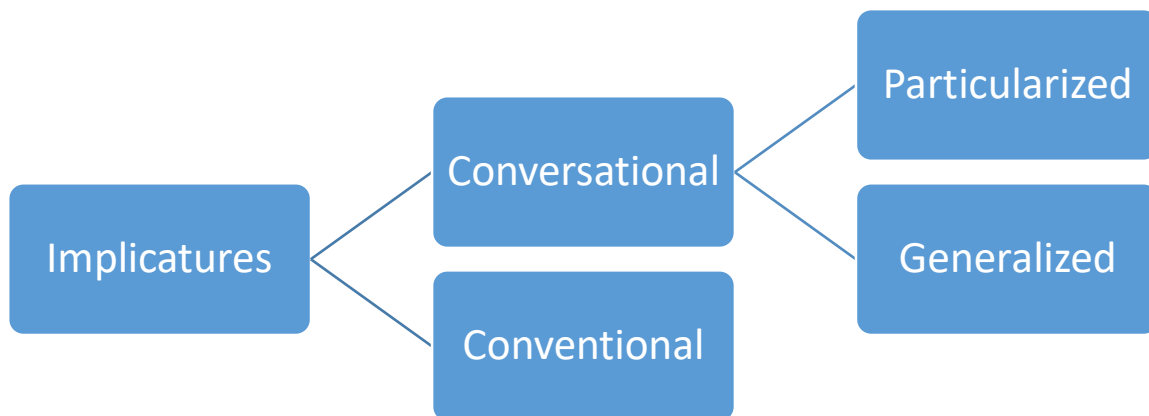 Implicatures
Conversational
Conventional
Particularized
Generalized